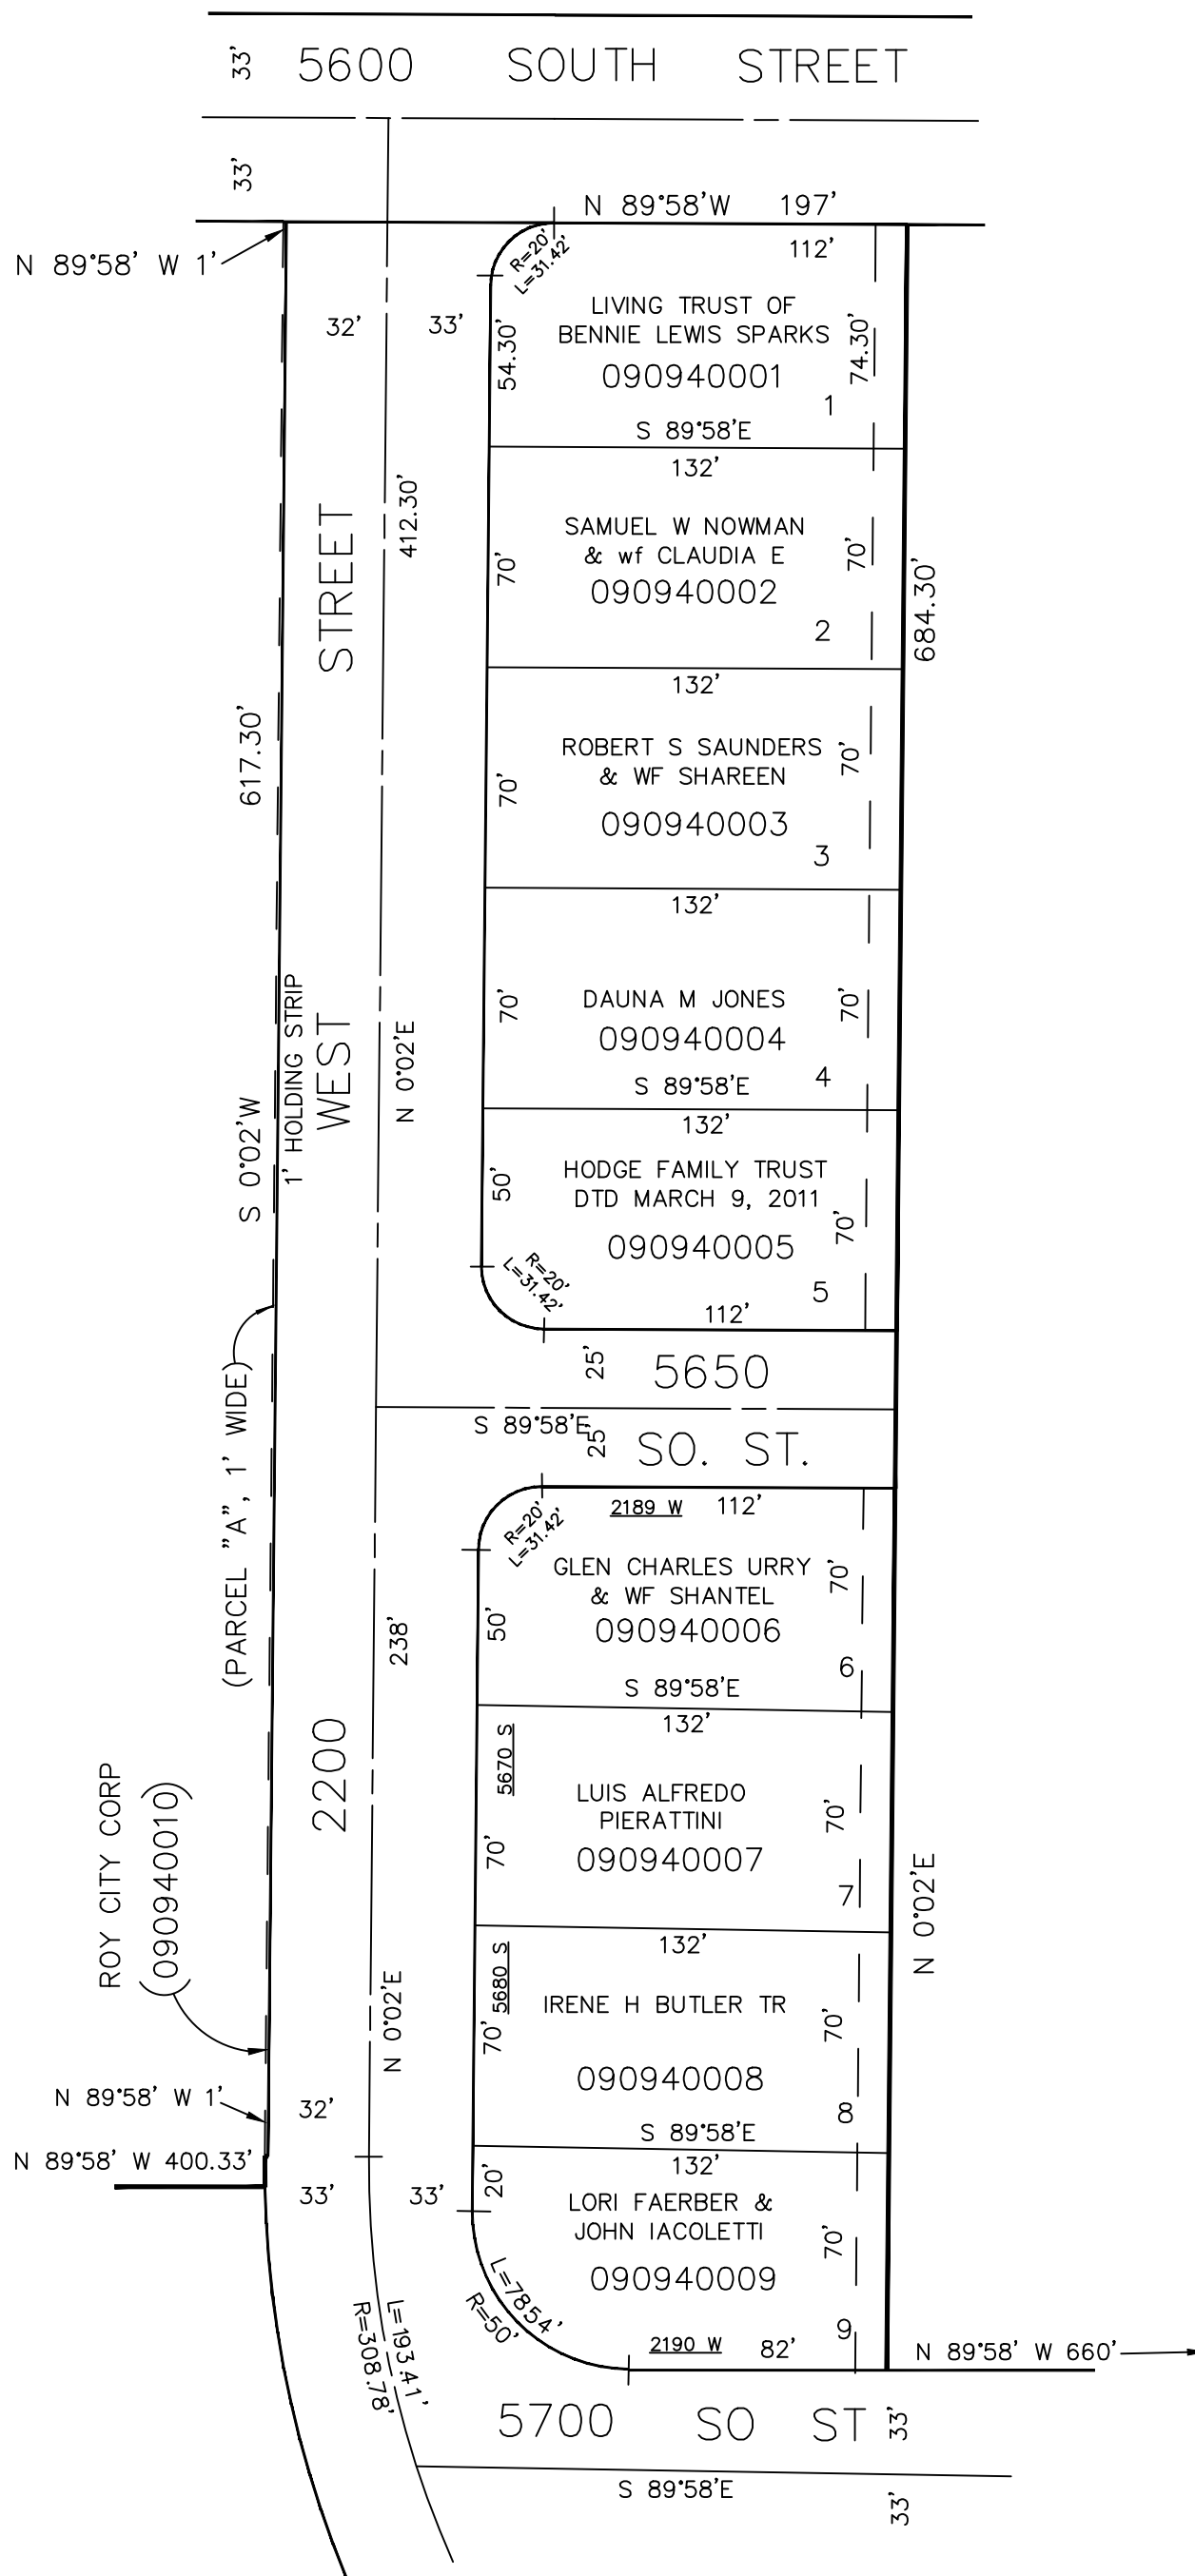 33'
5600 SOUTH STREET
33'
N 89°58'W 197'
N 89°58' W 1'
R=20'
L=31.42'
112'
32'
33'
54.30'
LIVING TRUST OF
BENNIE LEWIS SPARKS
090940001
74.30'
1
S 89°58'E
132'
412.30'
STREET
70'
SAMUEL W NOWMAN
& wf CLAUDIA E
090940002
70'
2
684.30'
132'
617.30'
70'
ROBERT S SAUNDERS
& WF SHAREEN
090940003
70'
3
132'
1' HOLDING STRIP
WEST
N 0°02'E
70'
DAUNA M JONES
090940004
70'
4
S 89°58'E
132'
S 0°02'W
50'
HODGE FAMILY TRUST
DTD MARCH 9, 2011
090940005
70'
5
R=20'
L=31.42'
112'
(PARCEL "A", 1' WIDE)
25'
5650
S 89°58'E
25'
SO. ST.
2189 W 112'
R=20'
L=31.42'
GLEN CHARLES URRY
& WF SHANTEL
090940006
70'
50'
238'
6
S 89°58'E
132'
2200
5670 S
LUIS ALFREDO
PIERATTINI
090940007
70'
70'
7
N 0°02'E
ROY CITY CORP
(090940010)
132'
5680 S
IRENE H BUTLER TR
70'
70'
N 0°02'E
090940008
8
N 89°58' W 1'
32'
S 89°58'E
132'
N 89°58' W 400.33'
33'
33'
20'
LORI FAERBER &
JOHN IACOLETTI
090940009
70'
9
L=78.54'
R=50'
L=193.41'
R=308.78'
2190 W 82'
N 89°58' W 660'
5700 SO ST
33'
S 89°58'E
33'